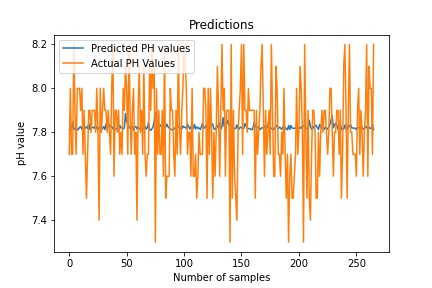 Predictions
8.2
Predicted PH values
Actual PH Values
8.0
7.8
7.6
7.4
pH value
0
50
100
150
200
250
Number of samples